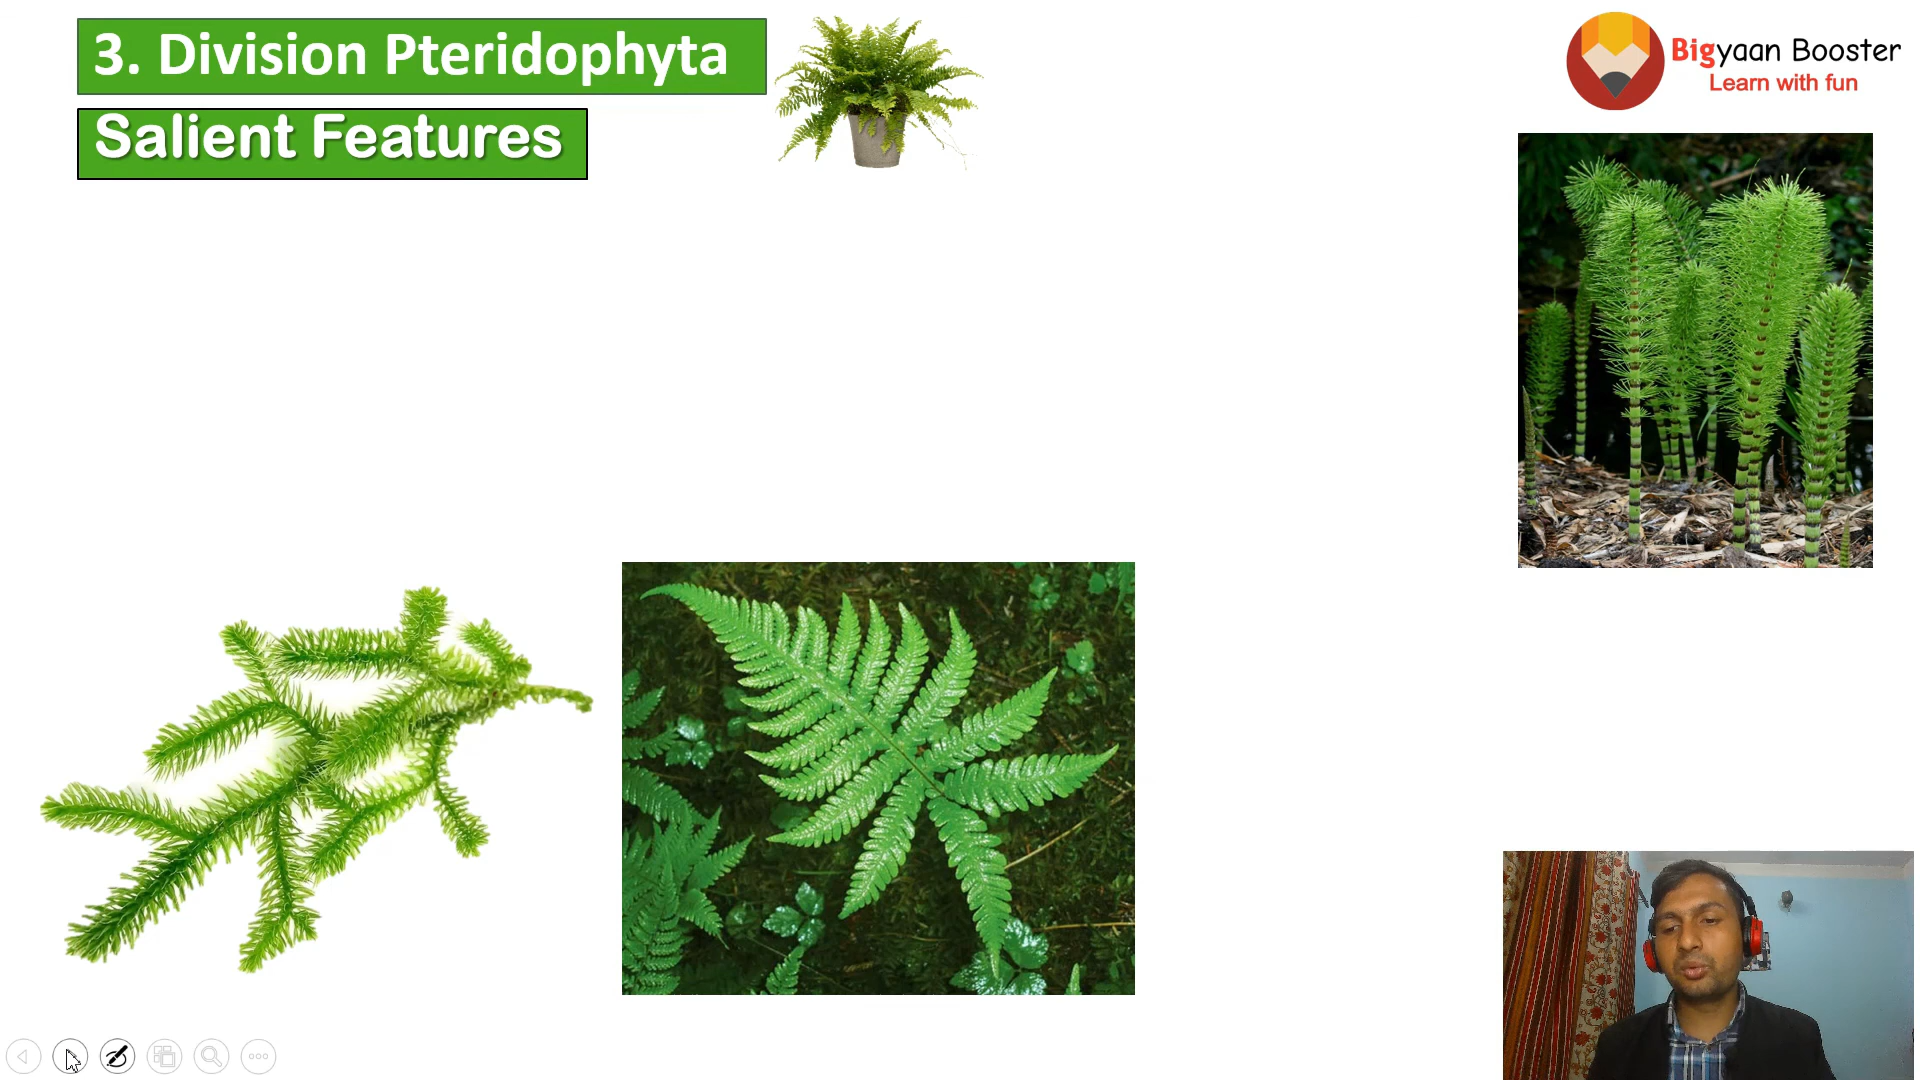 3. Division Pteridophyta
Salient Features
Bigyaan Booster
Learn with fun